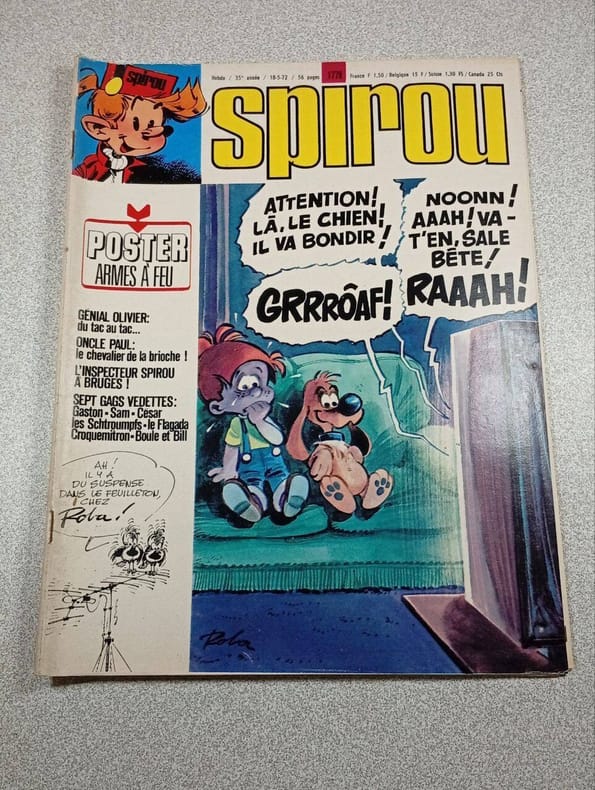 spirou
Hebdo / 35e année / 18-5-72 / 56 pages 1779 France F 1,50 / Belgique 15 F / Suisse 1,30 FS / Canada 25 Cts
spirou
ATTENTION!
LÀ, LE CHIEN!
IL VA BONDIR!
NOONN!
AAAH! VA-
T'EN, SALE
BÊTE!
RAAAH!
GRRRÔAF!
POSTER
ARMES À FEU
GÉNIAL OLIVIER:
du tac au tac...
ONCLE PAUL:
le chevalier de la brioche !
L'INSPECTEUR SPIROU
À BRUGES !
SEPT GAGS VEDETTES:
Gaston - Sam - César
les Schtroumpfs - le Flagada
Croquemitron - Boule et Bill
AH!
IL Y A
DU SUSPENSE
DANS LE FEUILLETON,
CHEZ
Roba!
Roba